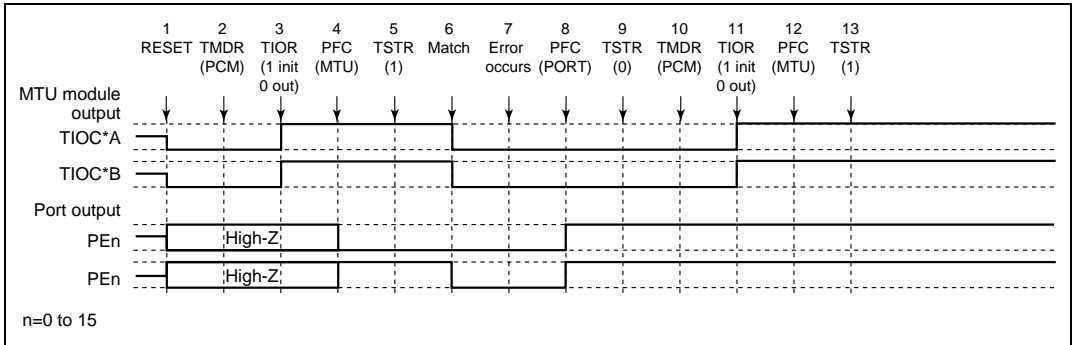 1 2 3 4 5 6 7 8 9 10 11 12 13
RESET TMDR TIOR PFC TSTR Match Error PFC TSTR TMDR TIOR PFC TSTR
(PCM) (1 init (MTU) (1) occurs (PORT) (0) (PCM) (1 init (MTU) (1)
0 out) 0 out)
MTU module
output
TIOC*A
TIOC*B
Port output
PEn High-Z
PEn High-Z
n=0 to 15